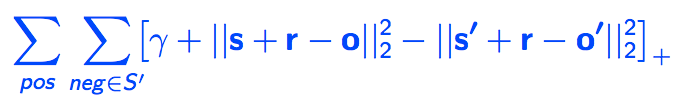 ∑_{pos} ∑_{neg∈S′} [γ + ||s + r − o||₂² − ||s′ + r − o′||₂²]₊